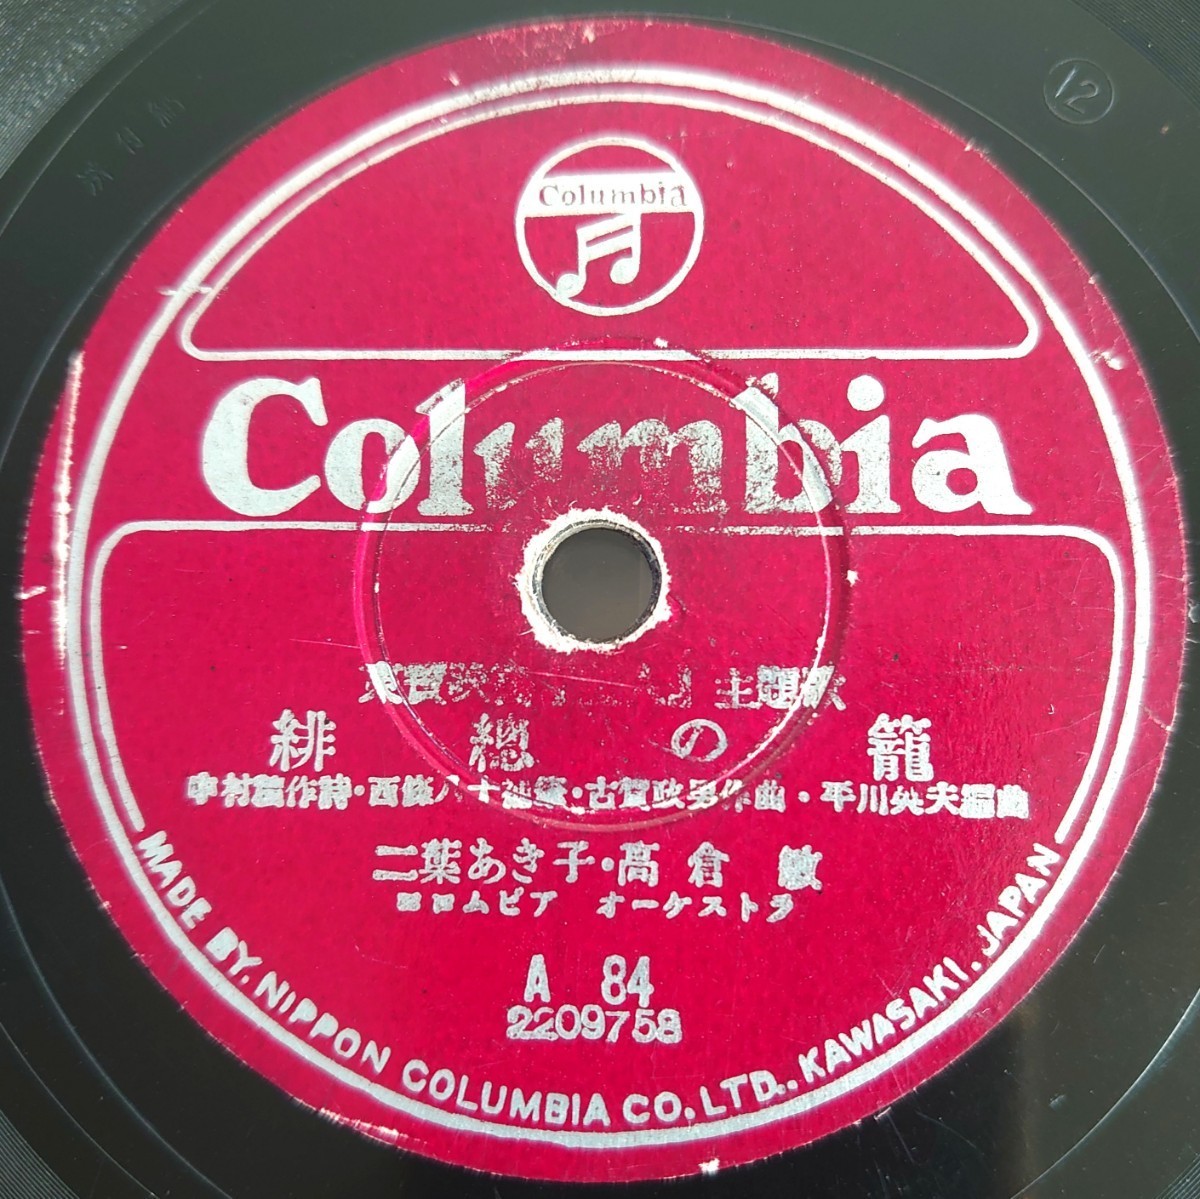 12
Columbia
Columbia
主題歌
緋總の籠
中村 作詩・西條八十補 ・古賀政男作曲・平川英夫編曲
二葉あき子・高倉敏
コロムビア オーケストラ
A 84
2209758
MADE BY. NIPPON COLUMBIA CO. LTD., KAWASAKI. JAPAN